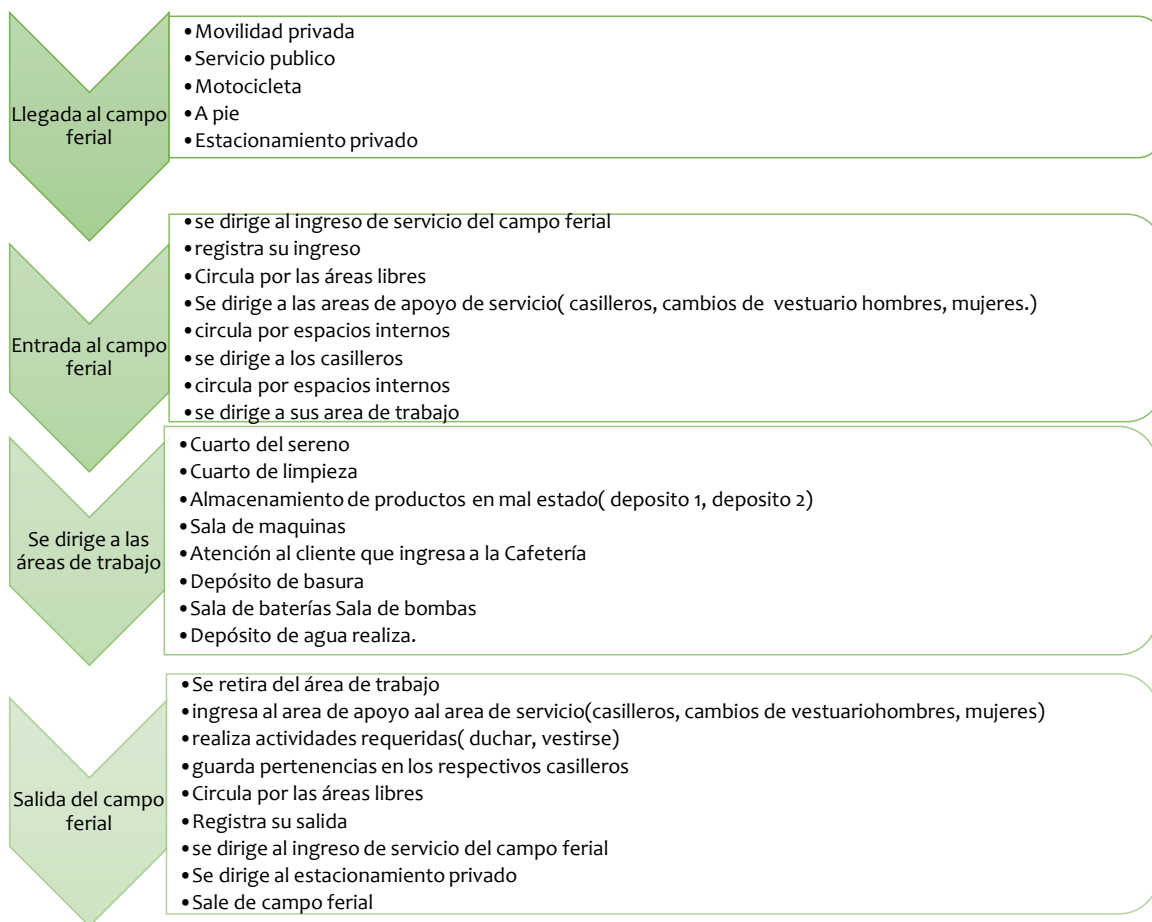 Llegada al campo
ferial
•Movilidad privada
•Servicio publico
•Motocicleta
•A pie
•Estacionamiento privado
Entrada al campo
ferial
•se dirige al ingreso de servicio del campo ferial
•registra su ingreso
•Circula por las áreas libres
•Se dirige a las areas de apoyo de servicio( casilleros, cambios de vestuario hombres, mujeres.)
•circula por espacios internos
•se dirige a los casilleros
•circula por espacios internos
•se dirige a sus area de trabajo
Se dirige a las
áreas de trabajo
•Cuarto del sereno
•Cuarto de limpieza
•Almacenamiento de productos en mal estado( deposito 1, deposito 2)
•Sala de maquinas
•Atención al cliente que ingresa a la Cafetería
•Depósito de basura
•Sala de baterías Sala de bombas
•Depósito de agua realiza.
Salida del campo
ferial
•Se retira del área de trabajo
•ingresa al area de apoyo aal area de servicio(casilleros, cambios de vestuariohombres, mujeres)
•realiza actividades requeridas( duchar, vestirse)
•guarda pertenencias en los respectivos casilleros
•Circula por las áreas libres
•Registra su salida
•se dirige al ingreso de servicio del campo ferial
•Se dirige al estacionamiento privado
•Sale de campo ferial